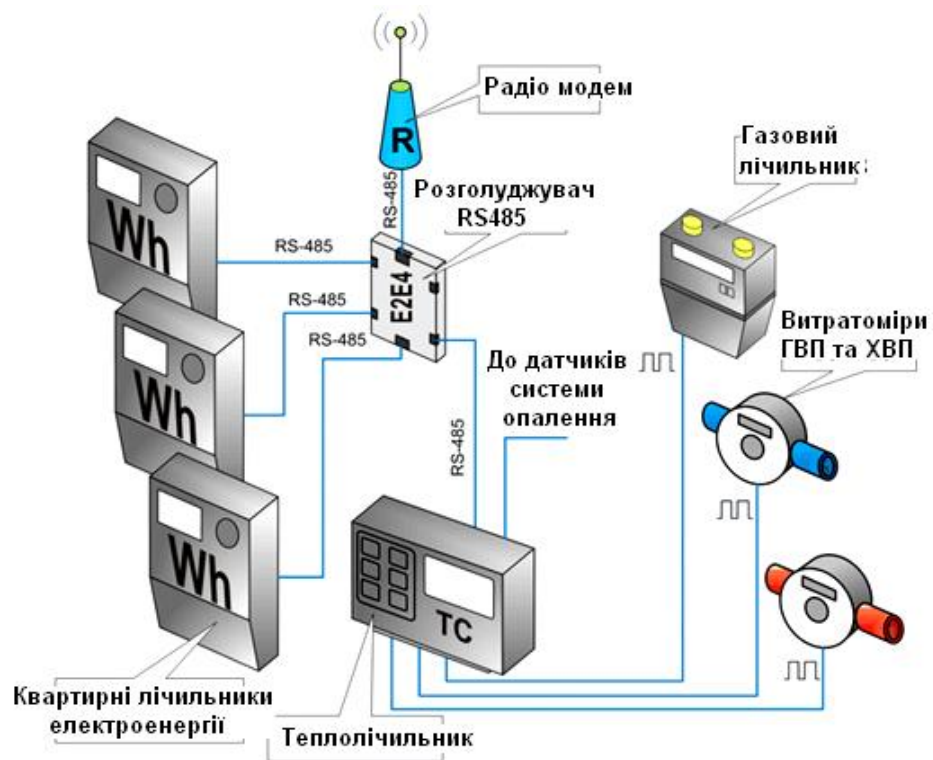 Радіо модем
R
Газовий
лічильник
Розголуджувач
RS485
RS-485
Wh
RS-485
E2E4
RS-485
Wh
RS-485
Витратоміри
ГВП та ХВП
До датчиків
системи
опалення
RS-485
Wh
TC
Квартирні лічильники
електроенергії
Теплолічильник